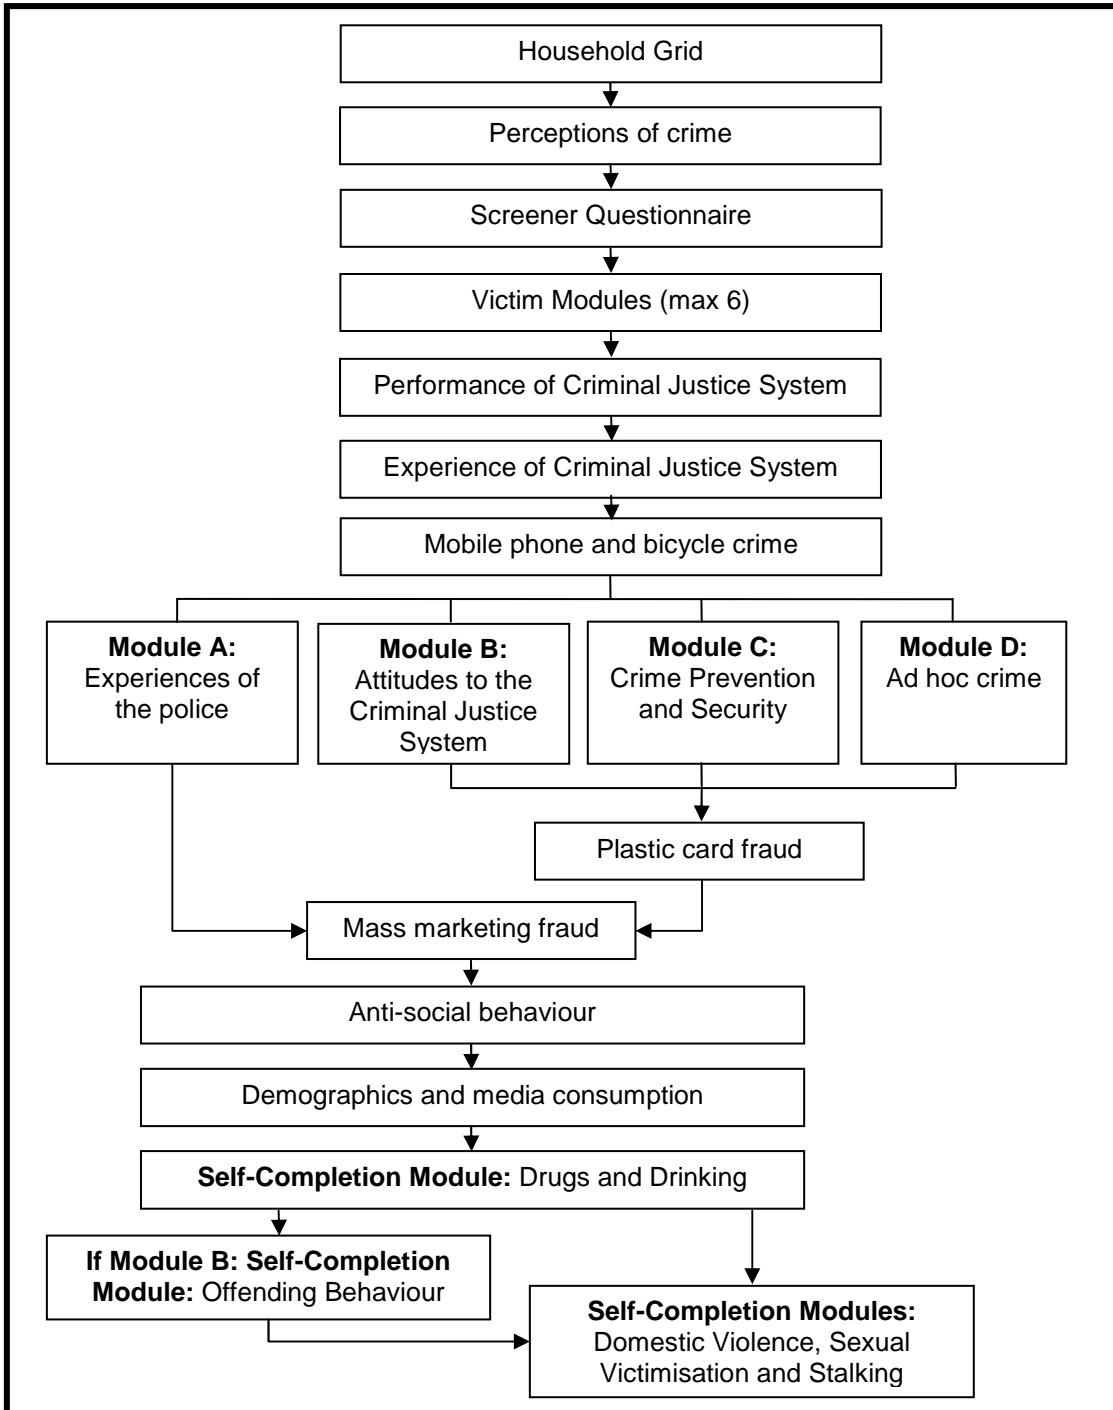 Household Grid
Perceptions of crime
Screener Questionnaire
Victim Modules (max 6)
Performance of Criminal Justice System
Experience of Criminal Justice System
Mobile phone and bicycle crime
Module A:
Experiences of
the police
Module B:
Attitudes to the
Criminal Justice
System
Module C:
Crime Prevention
and Security
Module D:
Ad hoc crime
Plastic card fraud
Mass marketing fraud
Anti-social behaviour
Demographics and media consumption
Self-Completion Module: Drugs and Drinking
If Module B: Self-Completion
Module: Offending Behaviour
Self-Completion Modules:
Domestic Violence, Sexual
Victimisation and Stalking